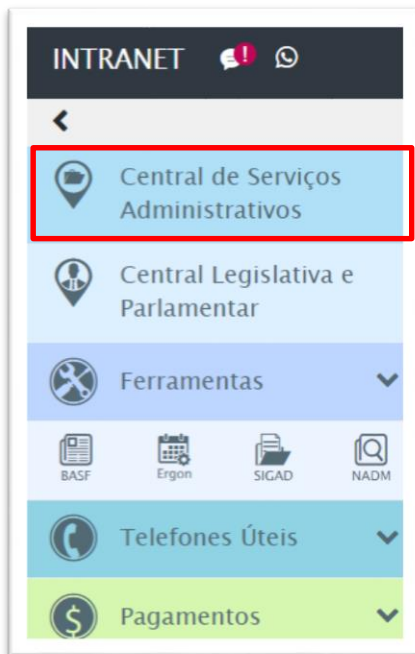 INTRANET
Central de Serviços
Administrativos
Central Legislativa e
Parlamentar
Ferramentas
BASF Ergon SIGAD NADM
Telefones Úteis
Pagamentos